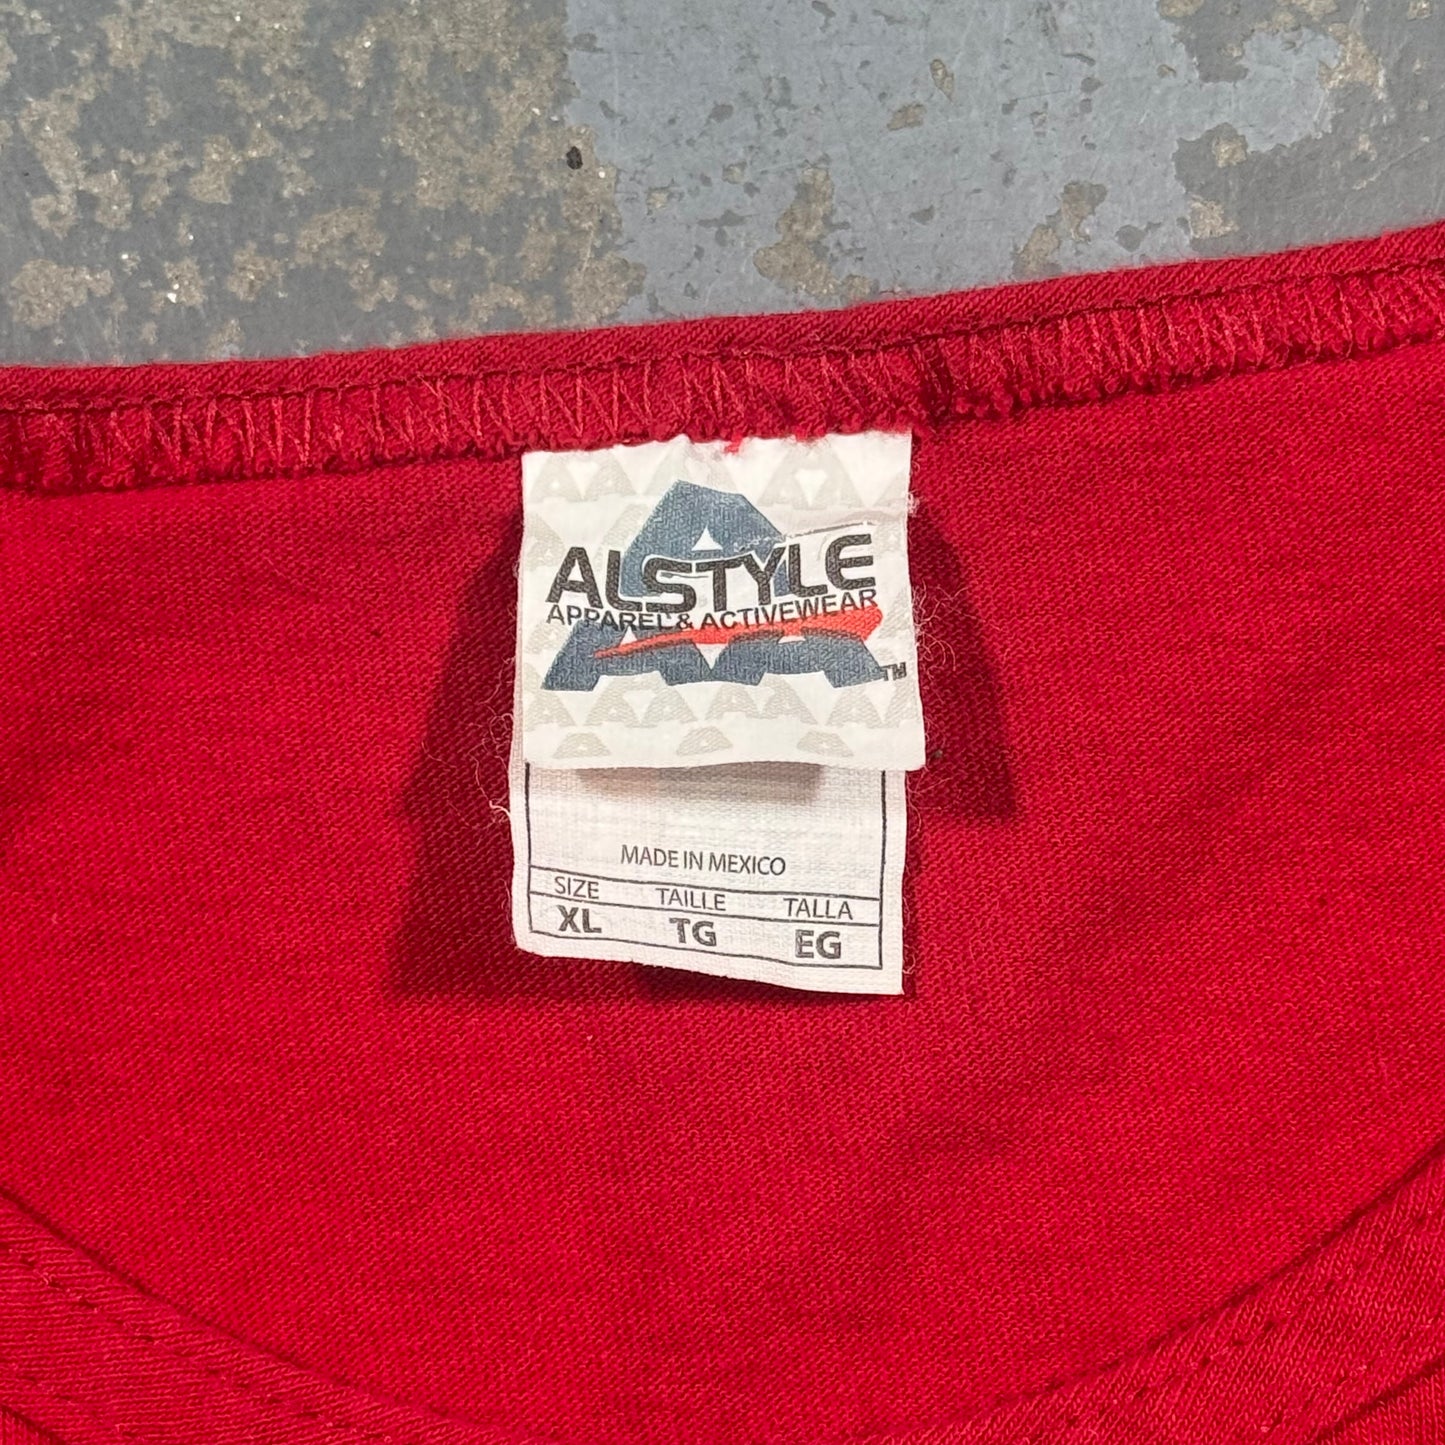 ALSTYLE
APPAREL & ACTIVEWEAR
TM
MADE IN MEXICO
SIZE TAILLE TALLA
XL TG EG